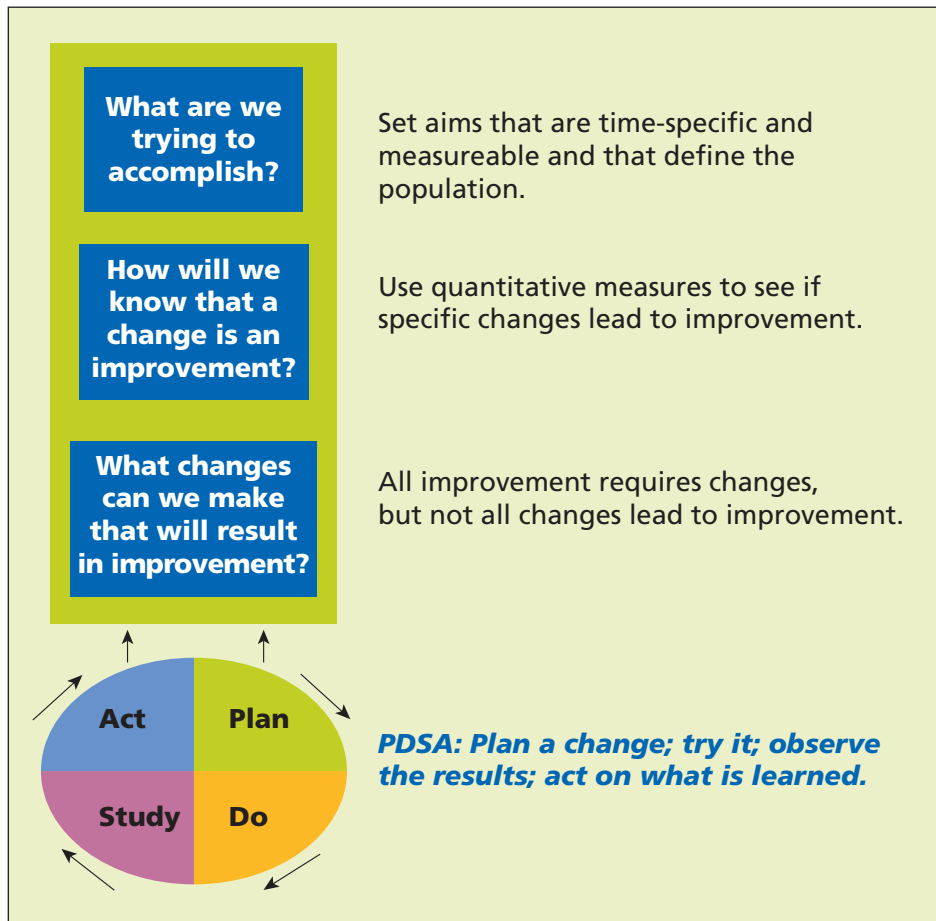 What are we
trying to
accomplish?
Set aims that are time-specific and
measureable and that define the
population.
How will we
know that a
change is an
improvement?
Use quantitative measures to see if
specific changes lead to improvement.
What changes
can we make
that will result
in improvement?
All improvement requires changes,
but not all changes lead to improvement.
Act
Plan
Study
Do
PDSA: Plan a change; try it; observe
the results; act on what is learned.